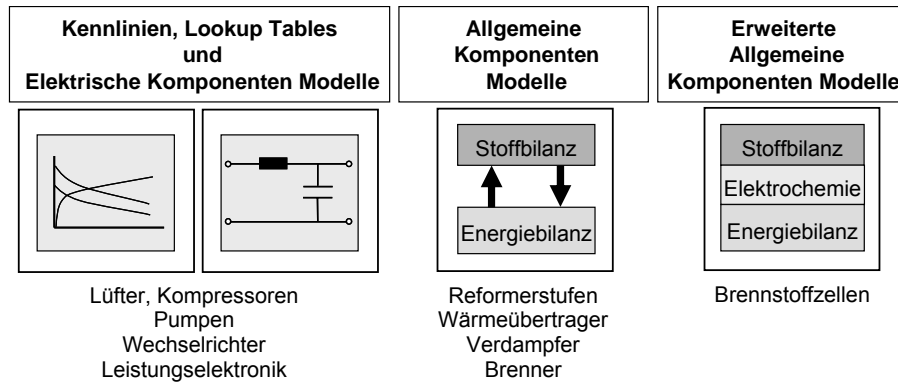 Kennlinien, Lookup Tables
und
Elektrische Komponenten Modelle
Lüfter, Kompressoren
Pumpen
Wechselrichter
Leistungselektronik
Allgemeine
Komponenten
Modelle
Stoffbilanz
Energiebilanz
Reformerstufen
Wärmeübertrager
Verdampfer
Brenner
Erweiterte
Allgemeine
Komponenten Modelle
Stoffbilanz
Elektrochemie
Energiebilanz
Brennstoffzellen